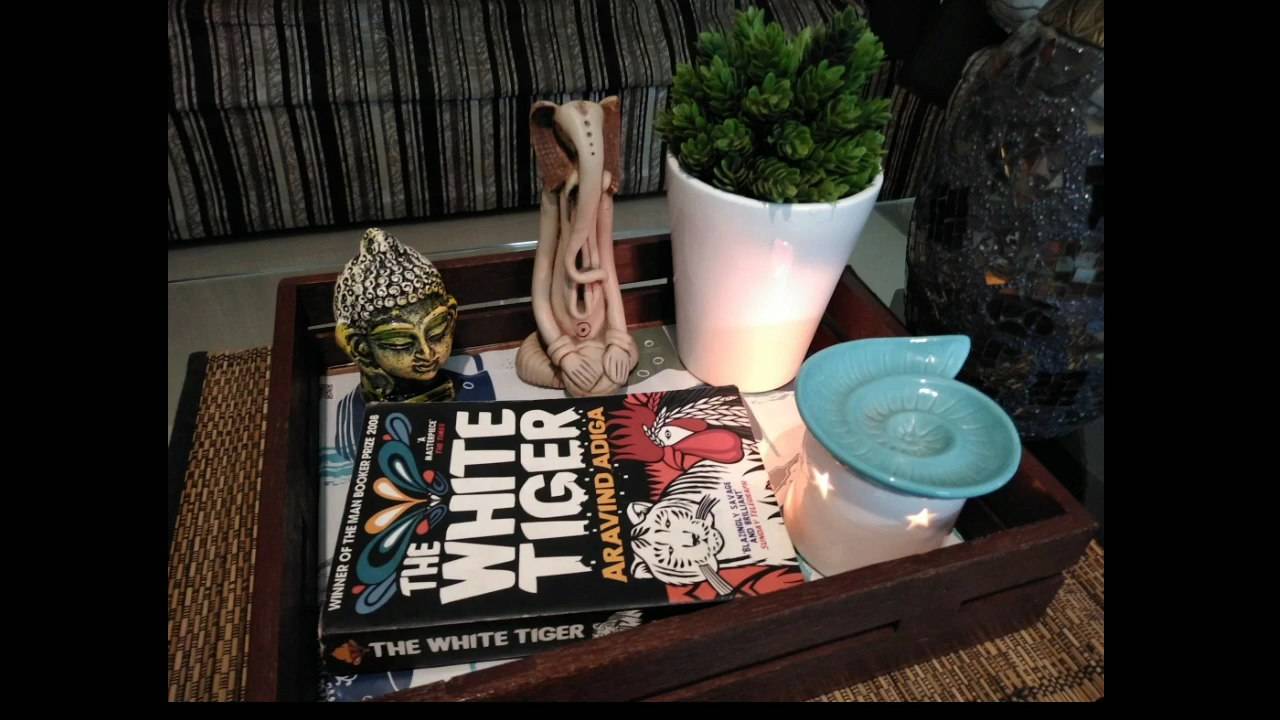 WINNER OF THE MAN BOOKER PRIZE 2008
'A
MASTERPIECE'
THE TIMES
THE
WHITE
TIGER
ARAVIND ADIGA
'BLAZINGLY SAVAGE
AND BRILLIANT'
SUNDAY TELEGRAPH
THE WHITE TIGER